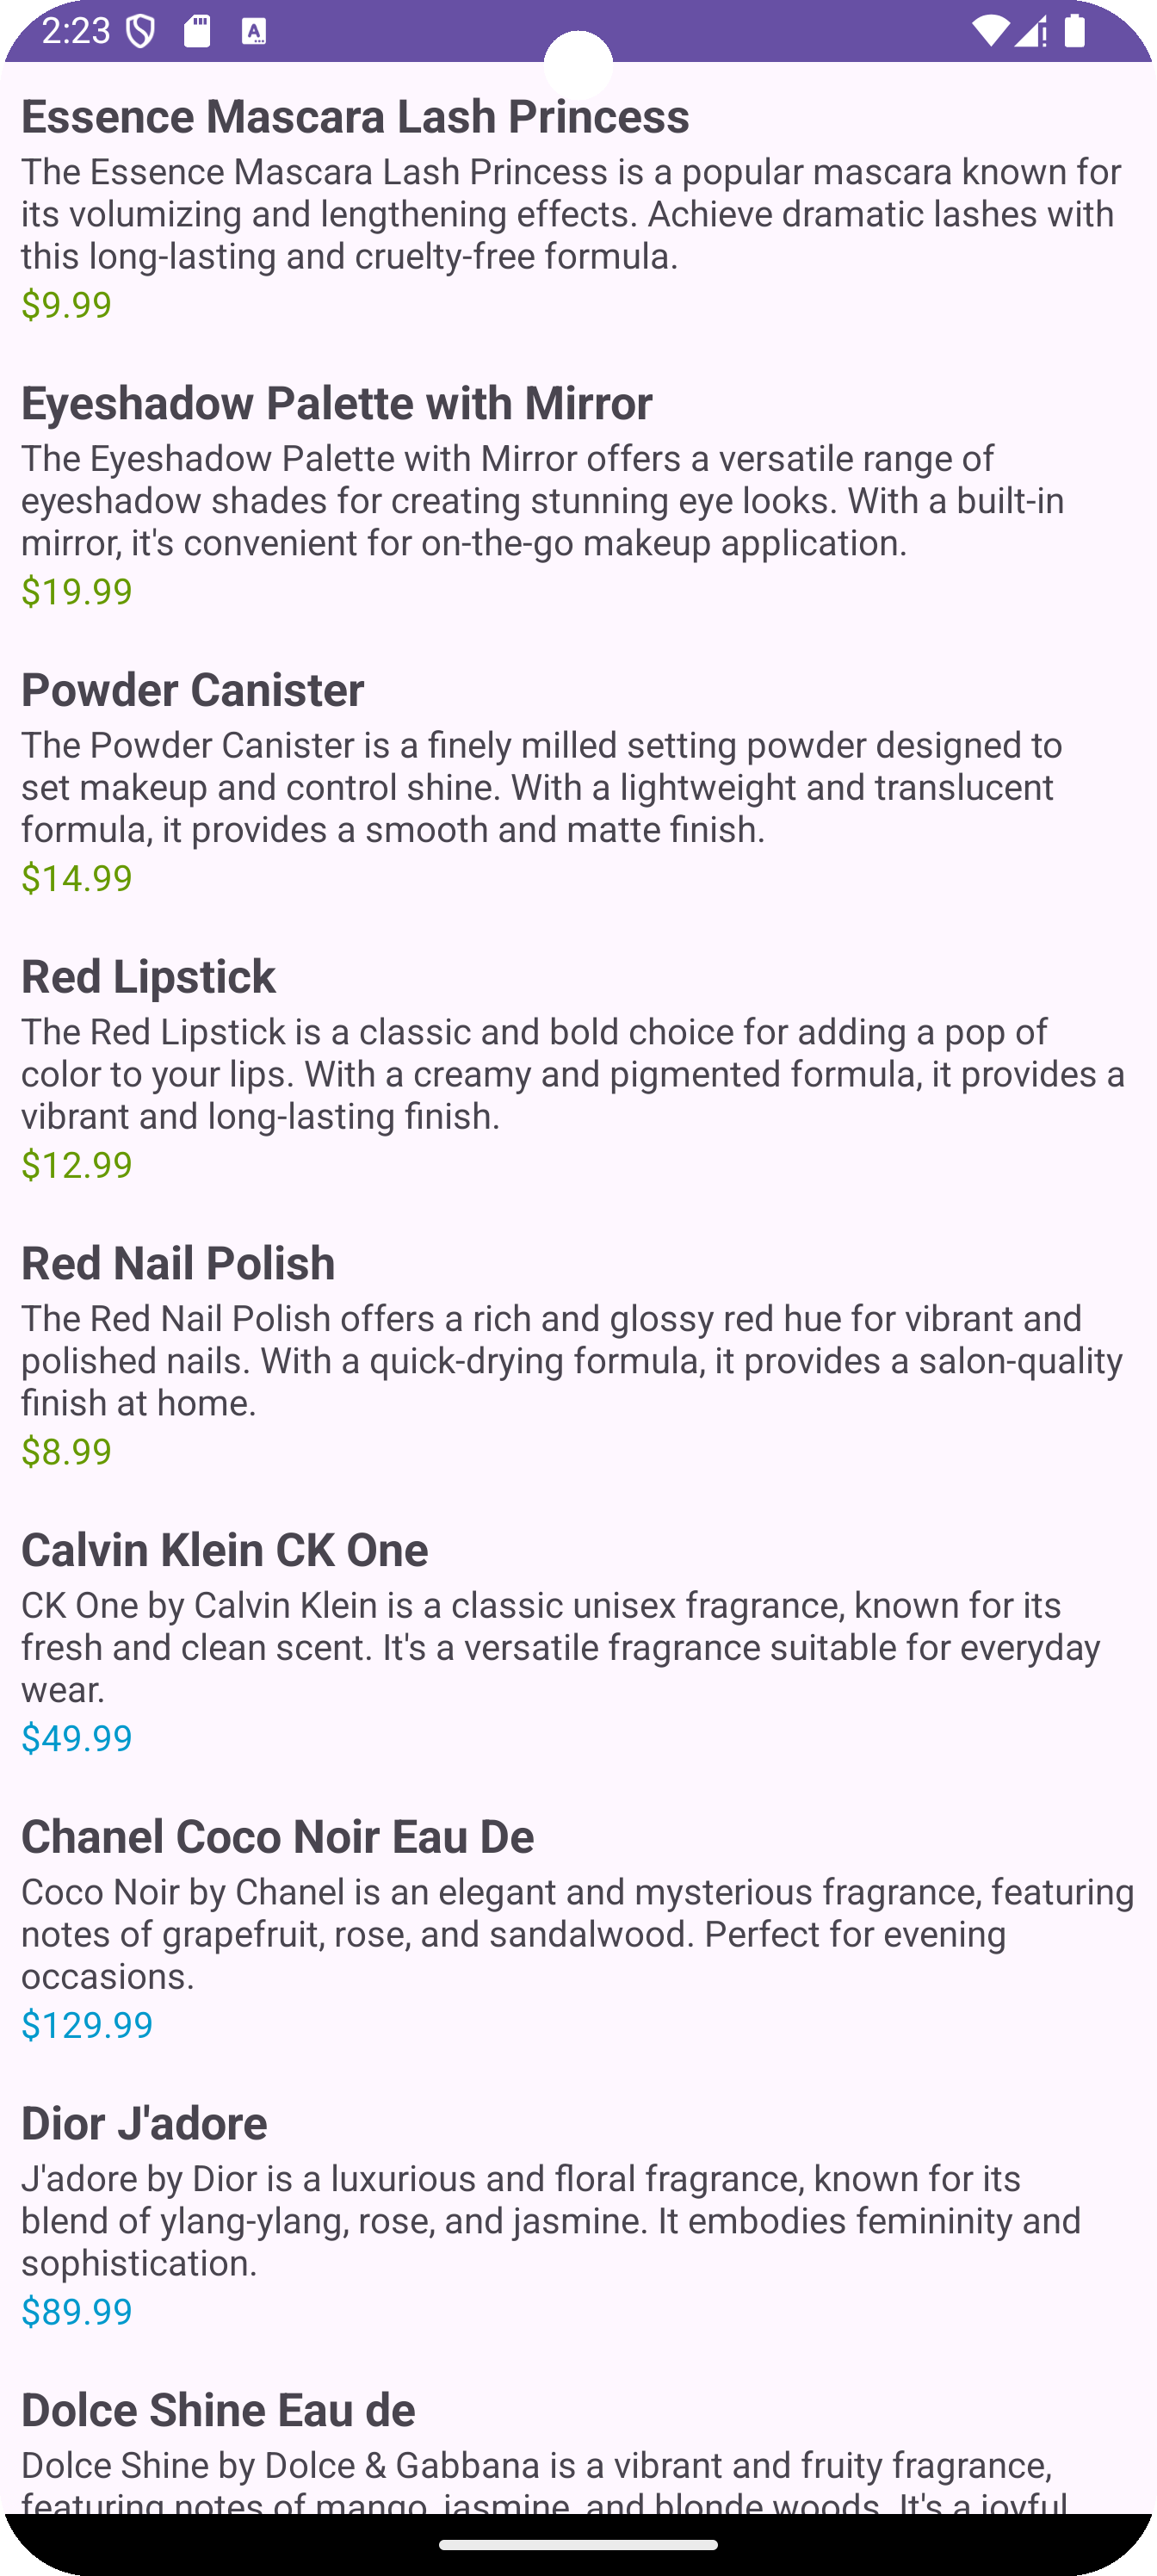 2:23
Essence Mascara Lash Princess
The Essence Mascara Lash Princess is a popular mascara known for
its volumizing and lengthening effects. Achieve dramatic lashes with
this long-lasting and cruelty-free formula.
$9.99
Eyeshadow Palette with Mirror
The Eyeshadow Palette with Mirror offers a versatile range of
eyeshadow shades for creating stunning eye looks. With a built-in
mirror, it's convenient for on-the-go makeup application.
$19.99
Powder Canister
The Powder Canister is a finely milled setting powder designed to
set makeup and control shine. With a lightweight and translucent
formula, it provides a smooth and matte finish.
$14.99
Red Lipstick
The Red Lipstick is a classic and bold choice for adding a pop of
color to your lips. With a creamy and pigmented formula, it provides a
vibrant and long-lasting finish.
$12.99
Red Nail Polish
The Red Nail Polish offers a rich and glossy red hue for vibrant and
polished nails. With a quick-drying formula, it provides a salon-quality
finish at home.
$8.99
Calvin Klein CK One
CK One by Calvin Klein is a classic unisex fragrance, known for its
fresh and clean scent. It's a versatile fragrance suitable for everyday
wear.
$49.99
Chanel Coco Noir Eau De
Coco Noir by Chanel is an elegant and mysterious fragrance, featuring
notes of grapefruit, rose, and sandalwood. Perfect for evening
occasions.
$129.99
Dior J'adore
J'adore by Dior is a luxurious and floral fragrance, known for its
blend of ylang-ylang, rose, and jasmine. It embodies femininity and
sophistication.
$89.99
Dolce Shine Eau de
Dolce Shine by Dolce & Gabbana is a vibrant and fruity fragrance,
featuring notes of mango, jasmine, and blonde woods. It's a joyful